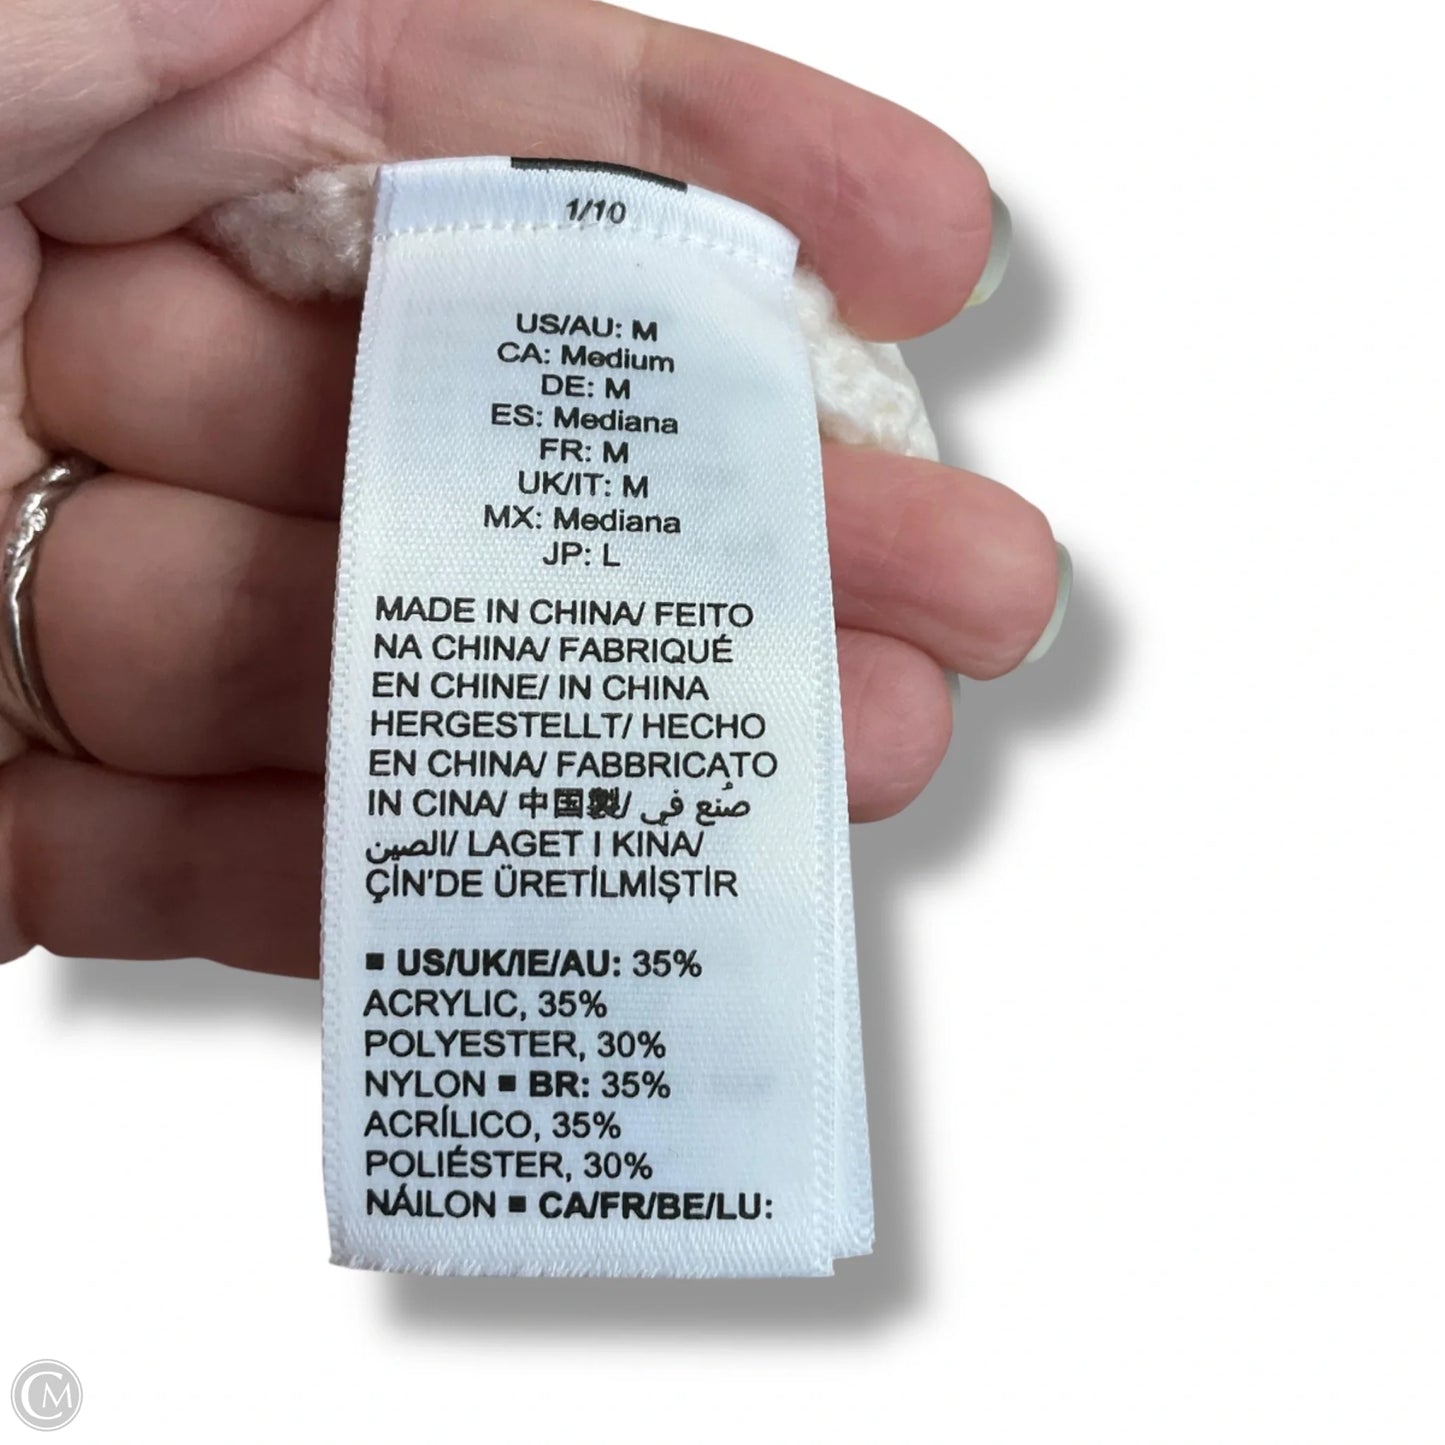 1/10
US/AU: M
CA: Medium
DE: M
ES: Mediana
FR: M
UK/IT: M
MX: Mediana
JP: L
MADE IN CHINA/ FEITO
NA CHINA/ FABRIQUÉ
EN CHINE/ IN CHINA
HERGESTELLT/ HECHO
EN CHINA/ FABBRICATO
IN CINA/ 中国製/ صُنع في
الصين/ LAGET I KINA/
ÇİN'DE ÜRETİLMİŞTİR
■ US/UK/IE/AU: 35%
ACRYLIC, 35%
POLYESTER, 30%
NYLON ■ BR: 35%
ACRÍLICO, 35%
POLIÉSTER, 30%
NÁILON ■ CA/FR/BE/LU:
CM